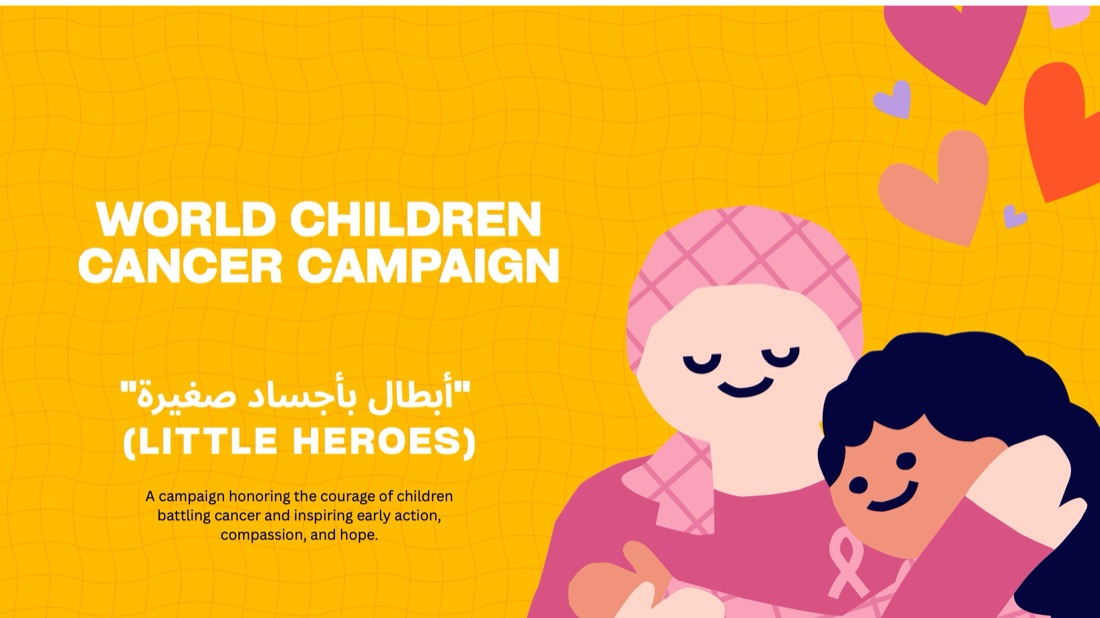 WORLD CHILDREN
CANCER CAMPAIGN
"أبطال بأجساد صغيرة"
(LITTLE HEROES)
A campaign honoring the courage of children
battling cancer and inspiring early action,
compassion, and hope.